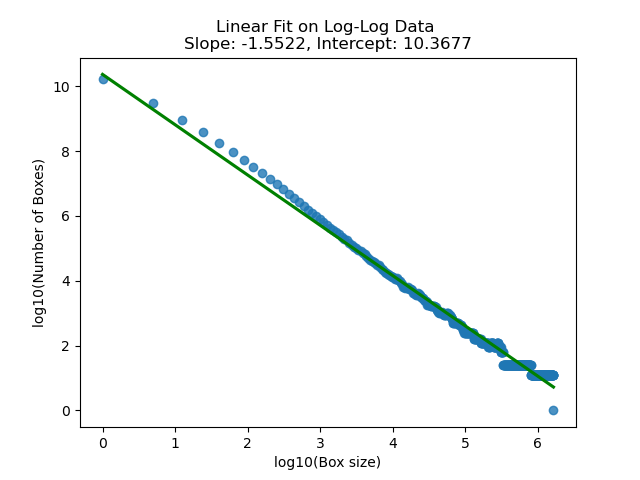 Linear Fit on Log-Log Data
Slope: -1.5522, Intercept: 10.3677
10
8
6
4
2
0
log10(Number of Boxes)
0 1 2 3 4 5 6
log10(Box size)